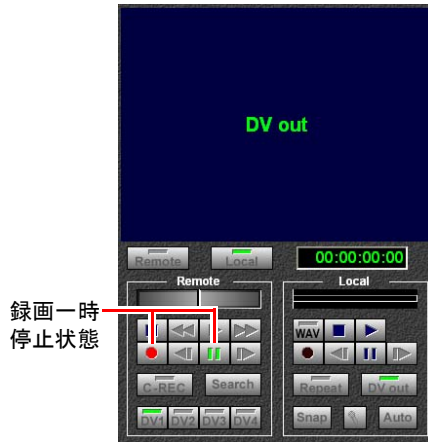 DV out
Remote
Local
00:00:00:00
Remote
Local
録画一時
停止状態
WAV
C-REC
Search
Repeat
DV out
DV1
DV2
DV3
DV4
Snap
Auto